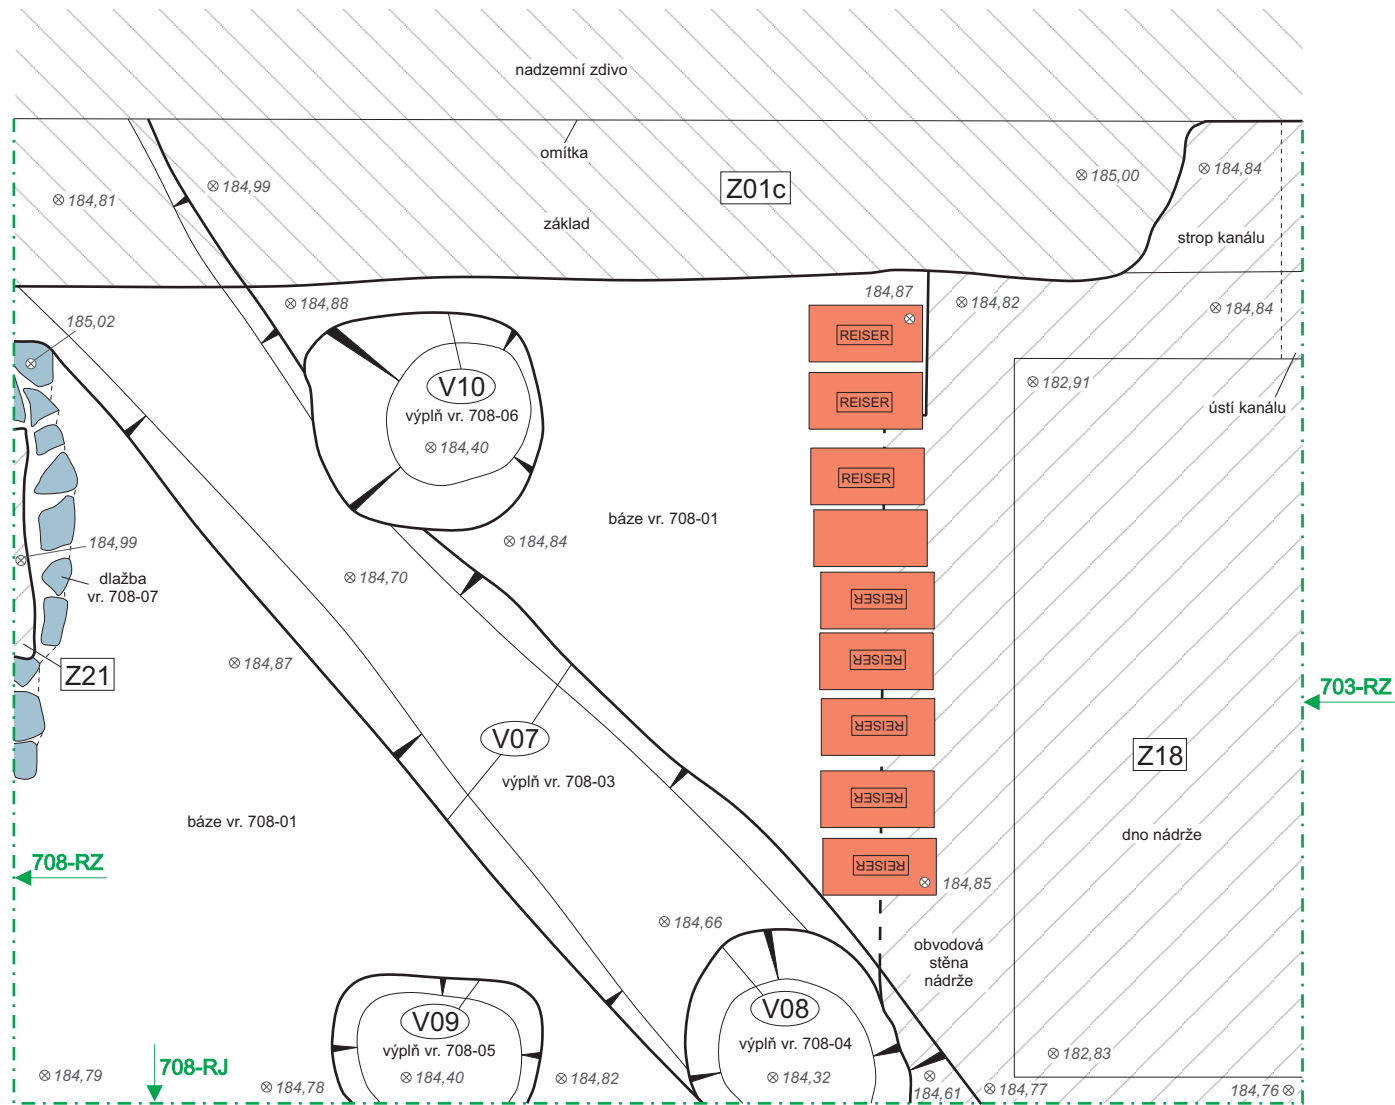 nadzemní zdivo
omítka
184,81
184,99
Z01c
185,00
184,84
základ
strop kanálu
184,88
184,87
184,82
184,84
185,02
REISER
V10
REISER
182,91
výplň vr. 708-06
ústí kanálu
184,40
REISER
báze vr. 708-01
184,84
184,99
184,70
dlažba
vr. 708-07
REISER
184,87
REISER
Z21
703-RZ
V07
REISER
Z18
výplň vr. 708-03
REISER
báze vr. 708-01
dno nádrže
708-RZ
REISER
184,85
184,66
obvodová
stěna
nádrže
V09
V08
výplň vr. 708-05
výplň vr. 708-04
182,83
708-RJ
184,79
184,78
184,40
184,82
184,32
184,61
184,77
184,76